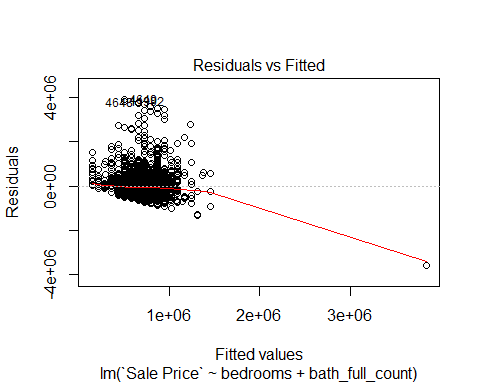 Residuals vs Fitted
4e+06
0e+00
-4e+06
Residuals
1e+06 2e+06 3e+06
Fitted values
lm(`Sale Price` ~ bedrooms + bath_full_count)